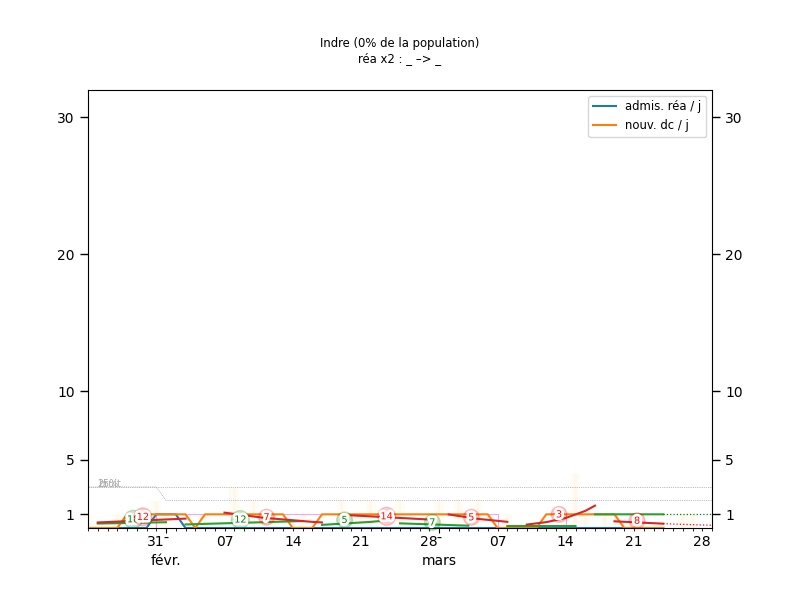 Indre (0% de la population)
réa x2 : _ –> _
admis. réa / j
nouv. dc / j
30 30
20 20
10 10
5 5
1 1
12 12 7 5 14 7 5 3 8
31 07 14 21 28 07 14 21 28
févr. mars